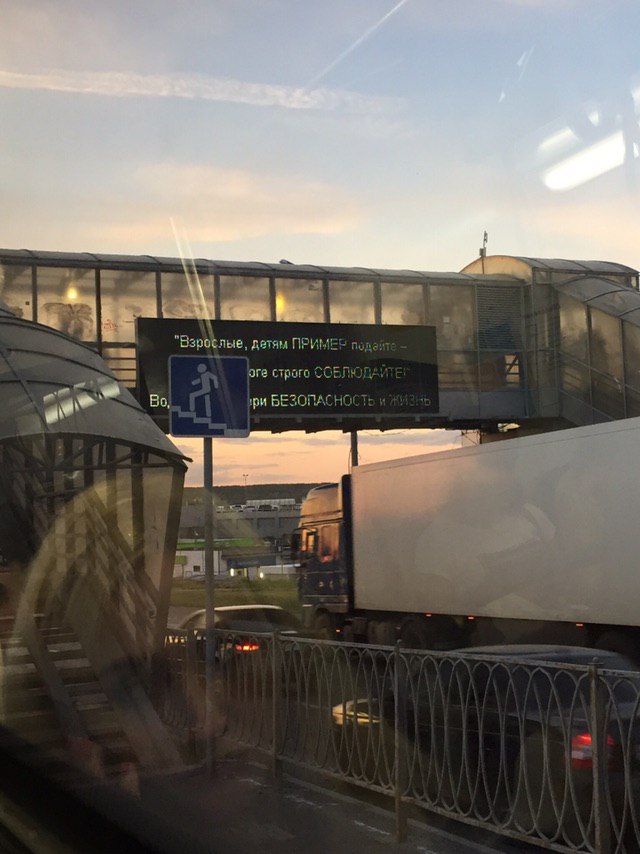 "Взрослые, детям ПРИМЕР подайте –
строго СОБЛЮДАЙТЕ!
БЕЗОПАСНОСТЬ и ЖИЗНЬ